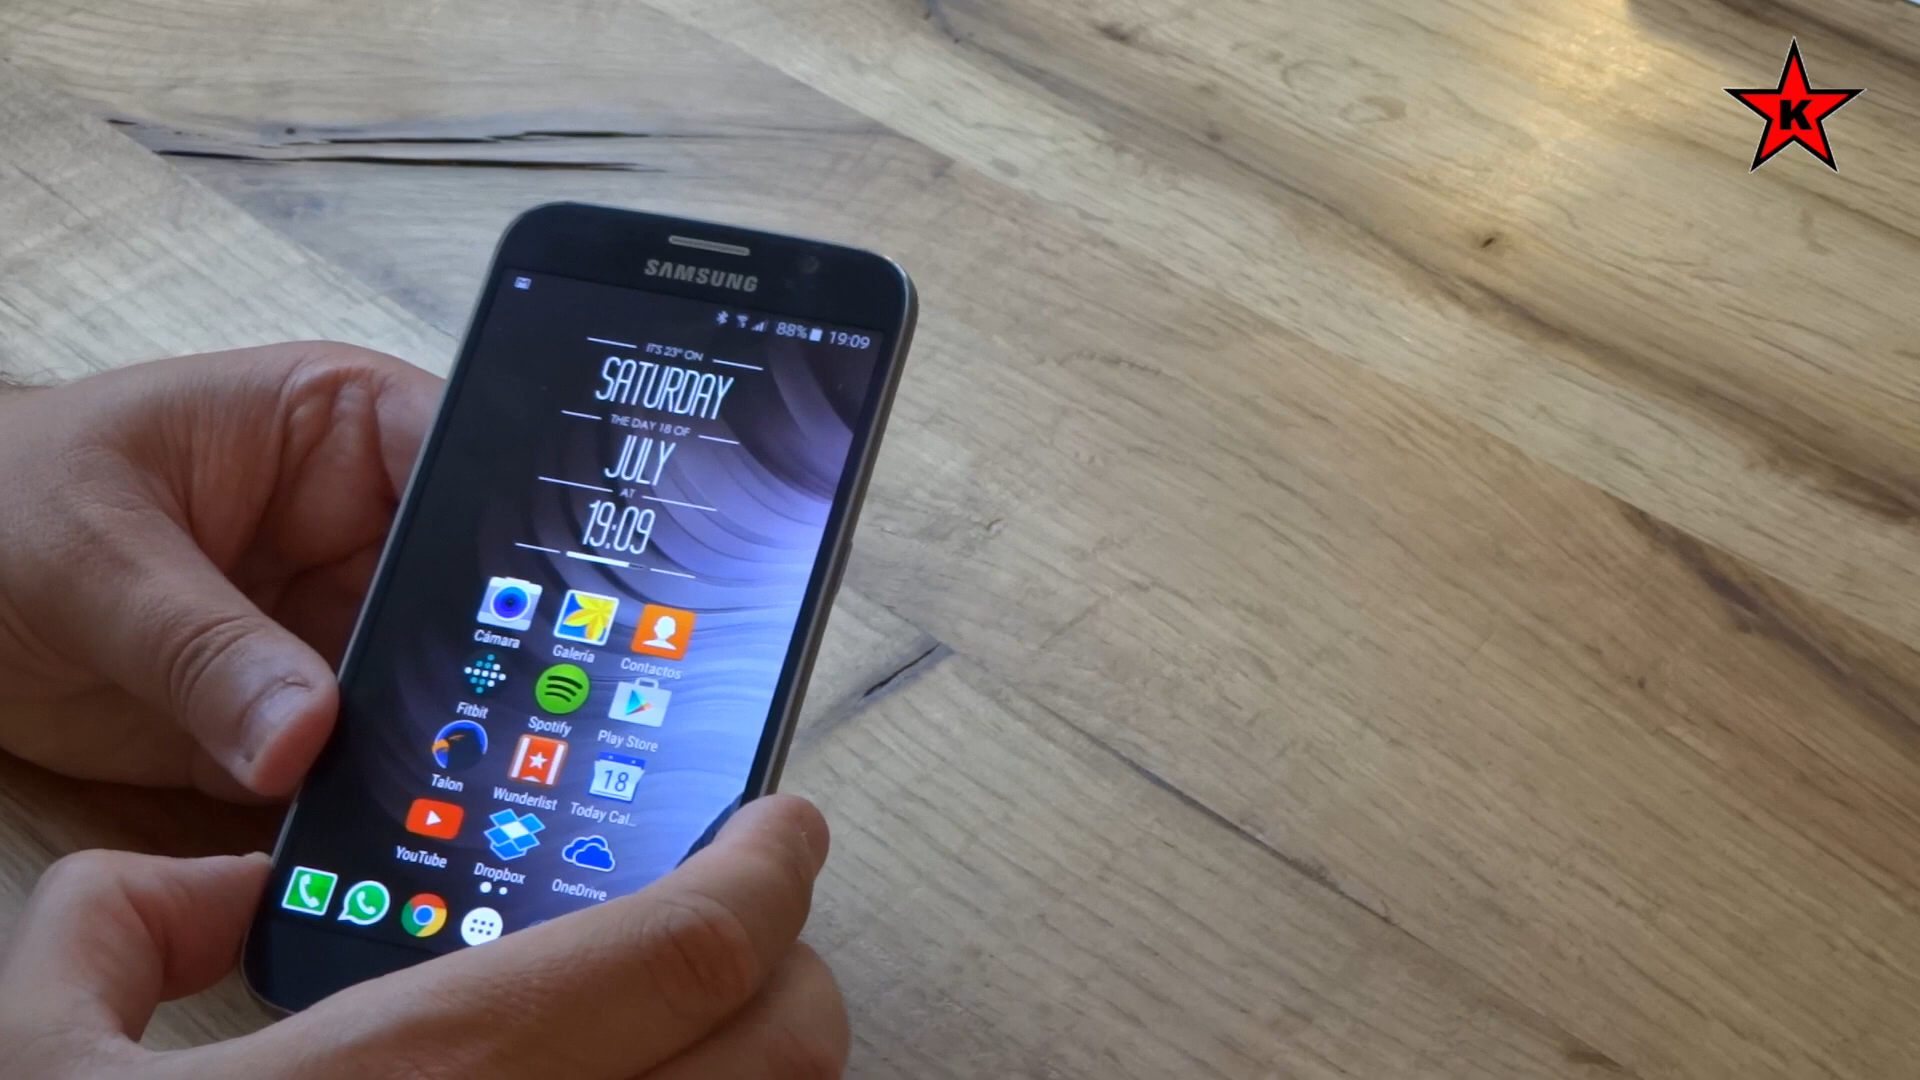 K
SAMSUNG
88% 19:09
IT'S 23° ON
SATURDAY
THE DAY 18 OF
JULY
AT
19:09
Cámara
Galería
Contactos
Fitbit
Spotify
Play Store
Talon
Wunderlist
18
Today Cal...
YouTube
Dropbox
OneDrive